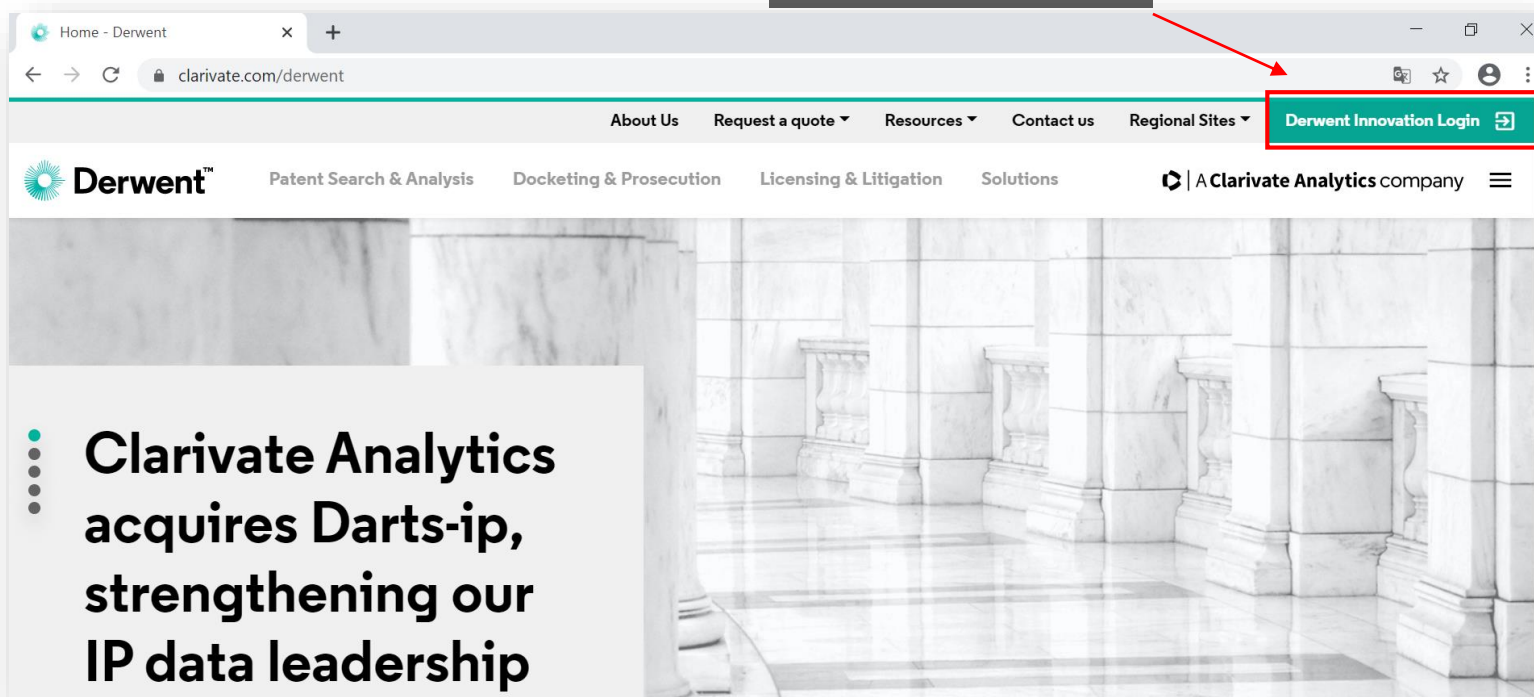 Home - Derwent
clarivate.com/derwent
About Us Request a quote Resources Contact us Regional Sites Derwent Innovation Login
Derwent™ Patent Search & Analysis Docketing & Prosecution Licensing & Litigation Solutions A Clarivate Analytics company
Clarivate Analytics
acquires Darts-ip,
strengthening our
IP data leadership